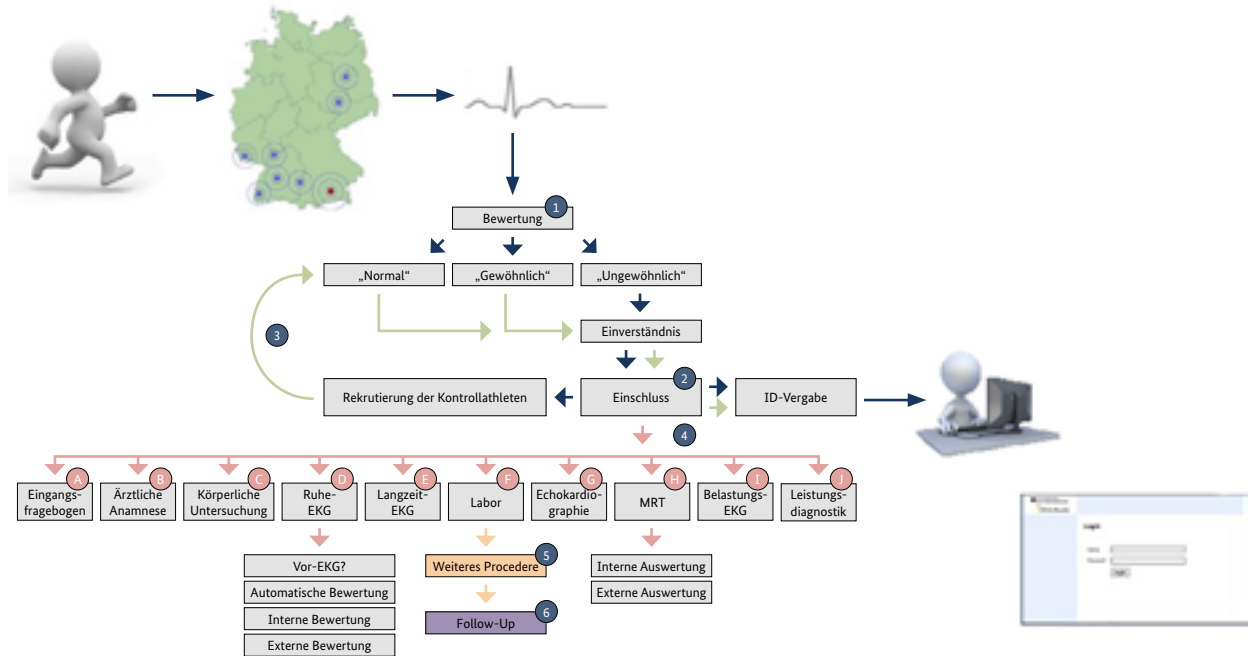 1
Bewertung
„Normal“
„Gewöhnlich“
„Ungewöhnlich“
3
Einverständnis
2
Rekrutierung der Kontrollathleten
Einschluss
ID-Vergabe
4
A
B
C
D
E
F
G
H
I
J
Eingangs-
fragebogen
Ärztliche
Anamnese
Körperliche
Untersuchung
Ruhe-
EKG
Langzeit-
EKG
Labor
Echokardio-
graphie
MRT
Belastungs-
EKG
Leistungs-
diagnostik
Vor-EKG?
Automatische Bewertung
Interne Bewertung
Externe Bewertung
5
Weiteres Procedere
6
Follow-Up
Interne Auswertung
Externe Auswertung
Login